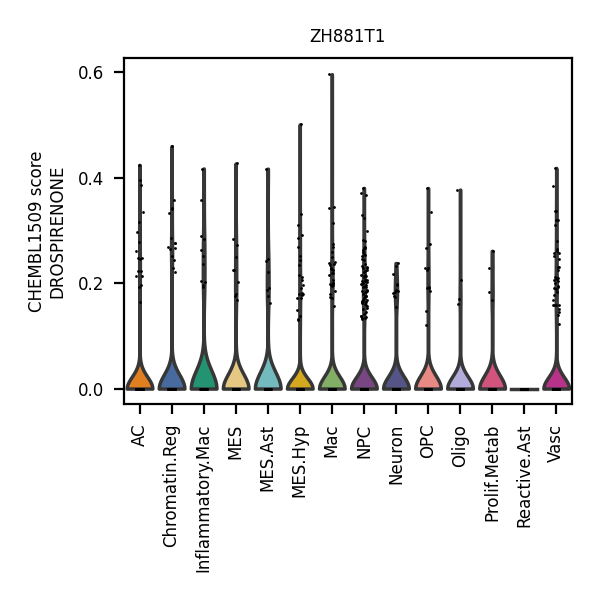 ZH881T1
CHEMBL1509 score
DROSPIRENONE
0.6
0.4
0.2
0.0
AC
Chromatin.Reg
Inflammatory.Mac
MES
MES.Ast
MES.Hyp
Mac
NPC
Neuron
OPC
Oligo
Prolif.Metab
Reactive.Ast
Vasc